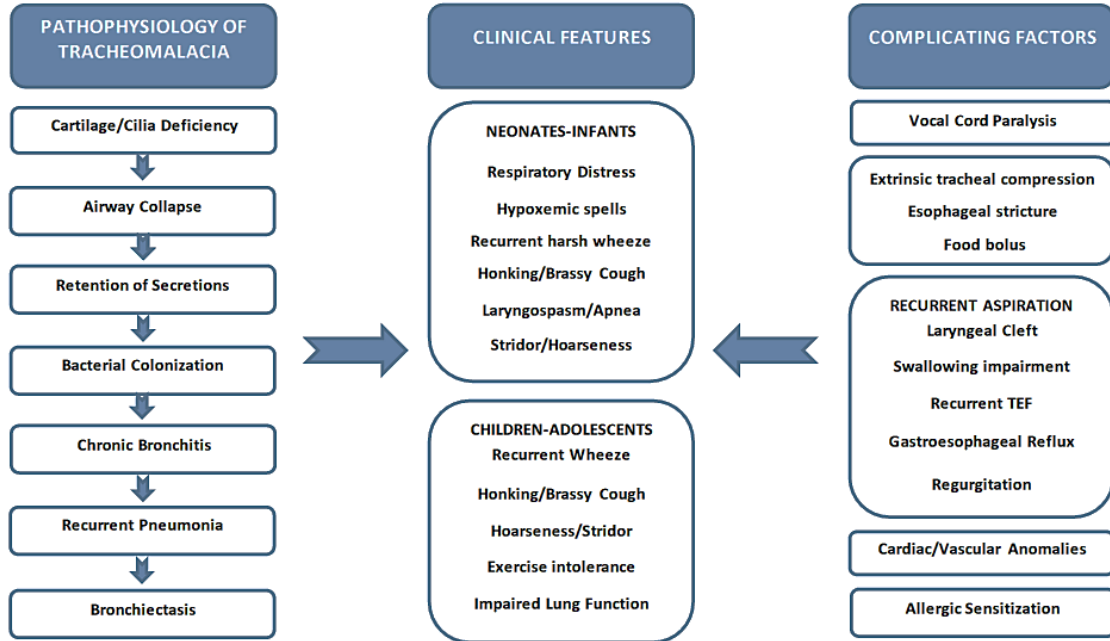 PATHOPHYSIOLOGY OF
TRACHEOMALACIA
Cartilage/Cilia Deficiency
Airway Collapse
Retention of Secretions
Bacterial Colonization
Chronic Bronchitis
Recurrent Pneumonia
Bronchiectasis
CLINICAL FEATURES
NEONATES-INFANTS
Respiratory Distress
Hypoxemic spells
Recurrent harsh wheeze
Honking/Brassy Cough
Laryngospasm/Apnea
Stridor/Hoarseness
CHILDREN-ADOLESCENTS
Recurrent Wheeze
Honking/Brassy Cough
Hoarseness/Stridor
Exercise intolerance
Impaired Lung Function
COMPLICATING FACTORS
Vocal Cord Paralysis
Extrinsic tracheal compression
Esophageal stricture
Food bolus
RECURRENT ASPIRATION
Laryngeal Cleft
Swallowing impairment
Recurrent TEF
Gastroesophageal Reflux
Regurgitation
Cardiac/Vascular Anomalies
Allergic Sensitization